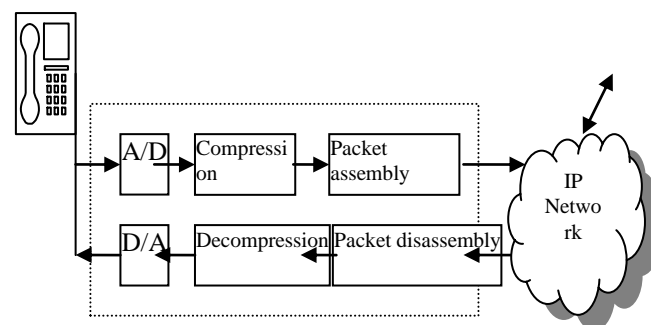 A/D
Compressi
on
Packet
assembly
IP
Netwo
rk
D/A
Decompression
Packet disassembly